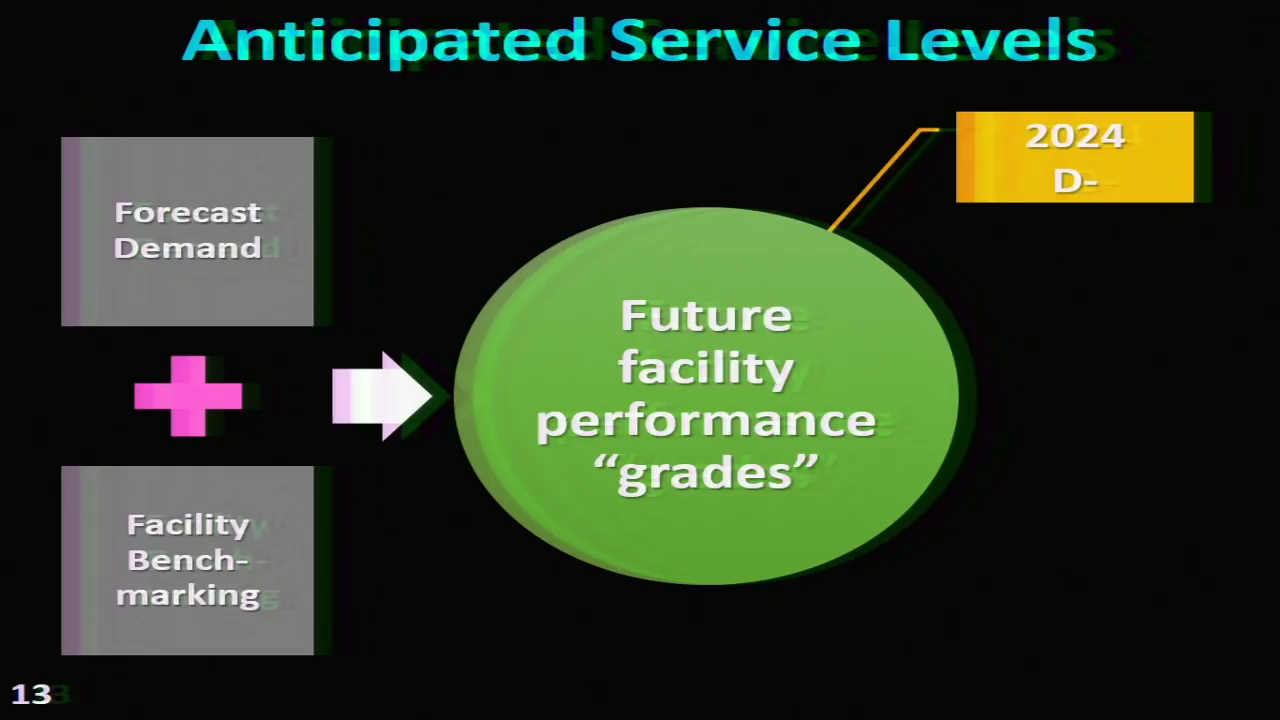 Anticipated Service Levels
2024
D-
Forecast
Demand
Future
facility
performance
“grades”
Facility
Bench-
marking
13